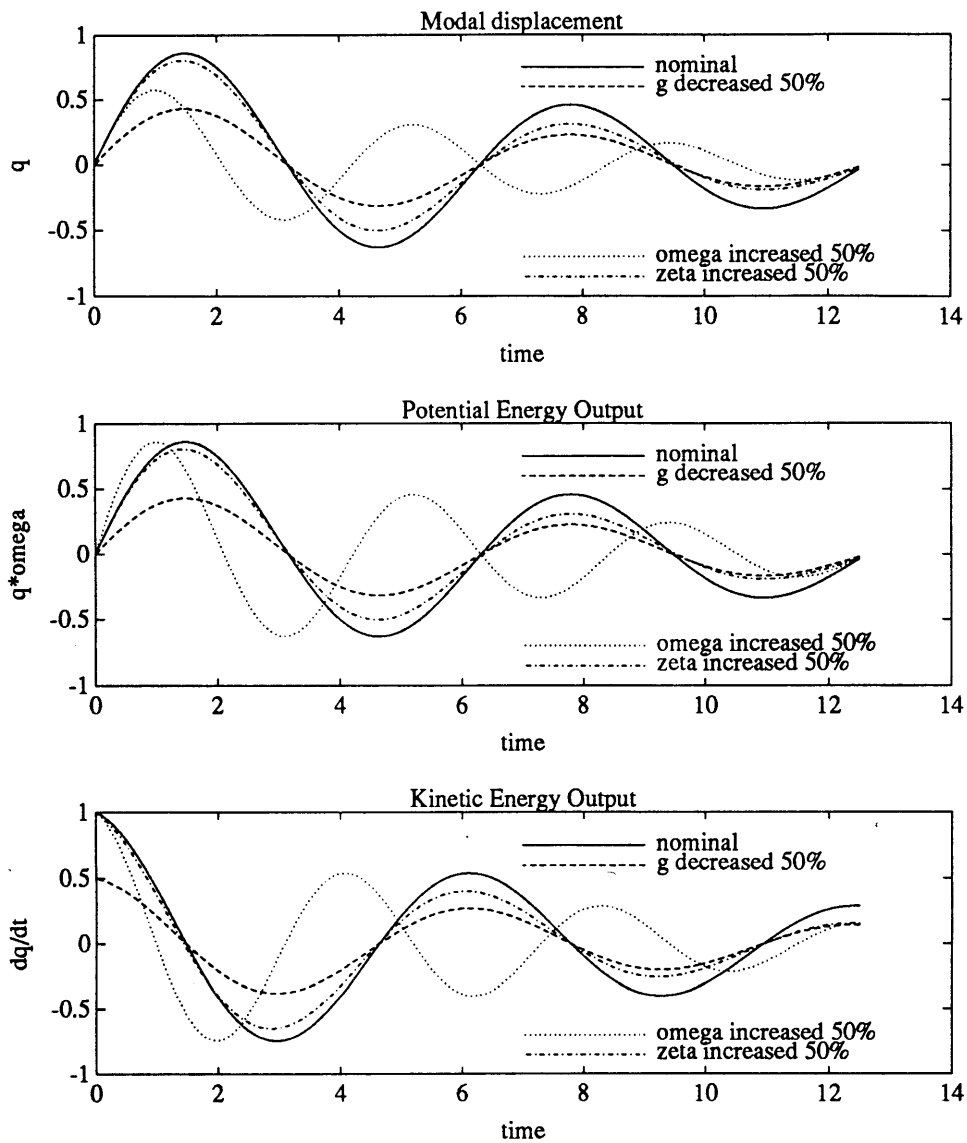 Modal displacement
1
0.5
0
-0.5
-1
q
nominal
g decreased 50%
omega increased 50%
zeta increased 50%
0 2 4 6 8 10 12 14
time
Potential Energy Output
1
0.5
0
-0.5
-1
q*omega
nominal
g decreased 50%
omega increased 50%
zeta increased 50%
0 2 4 6 8 10 12 14
time
Kinetic Energy Output
1
0.5
0
-0.5
-1
dq/dt
nominal
g decreased 50%
omega increased 50%
zeta increased 50%
0 2 4 6 8 10 12 14
time